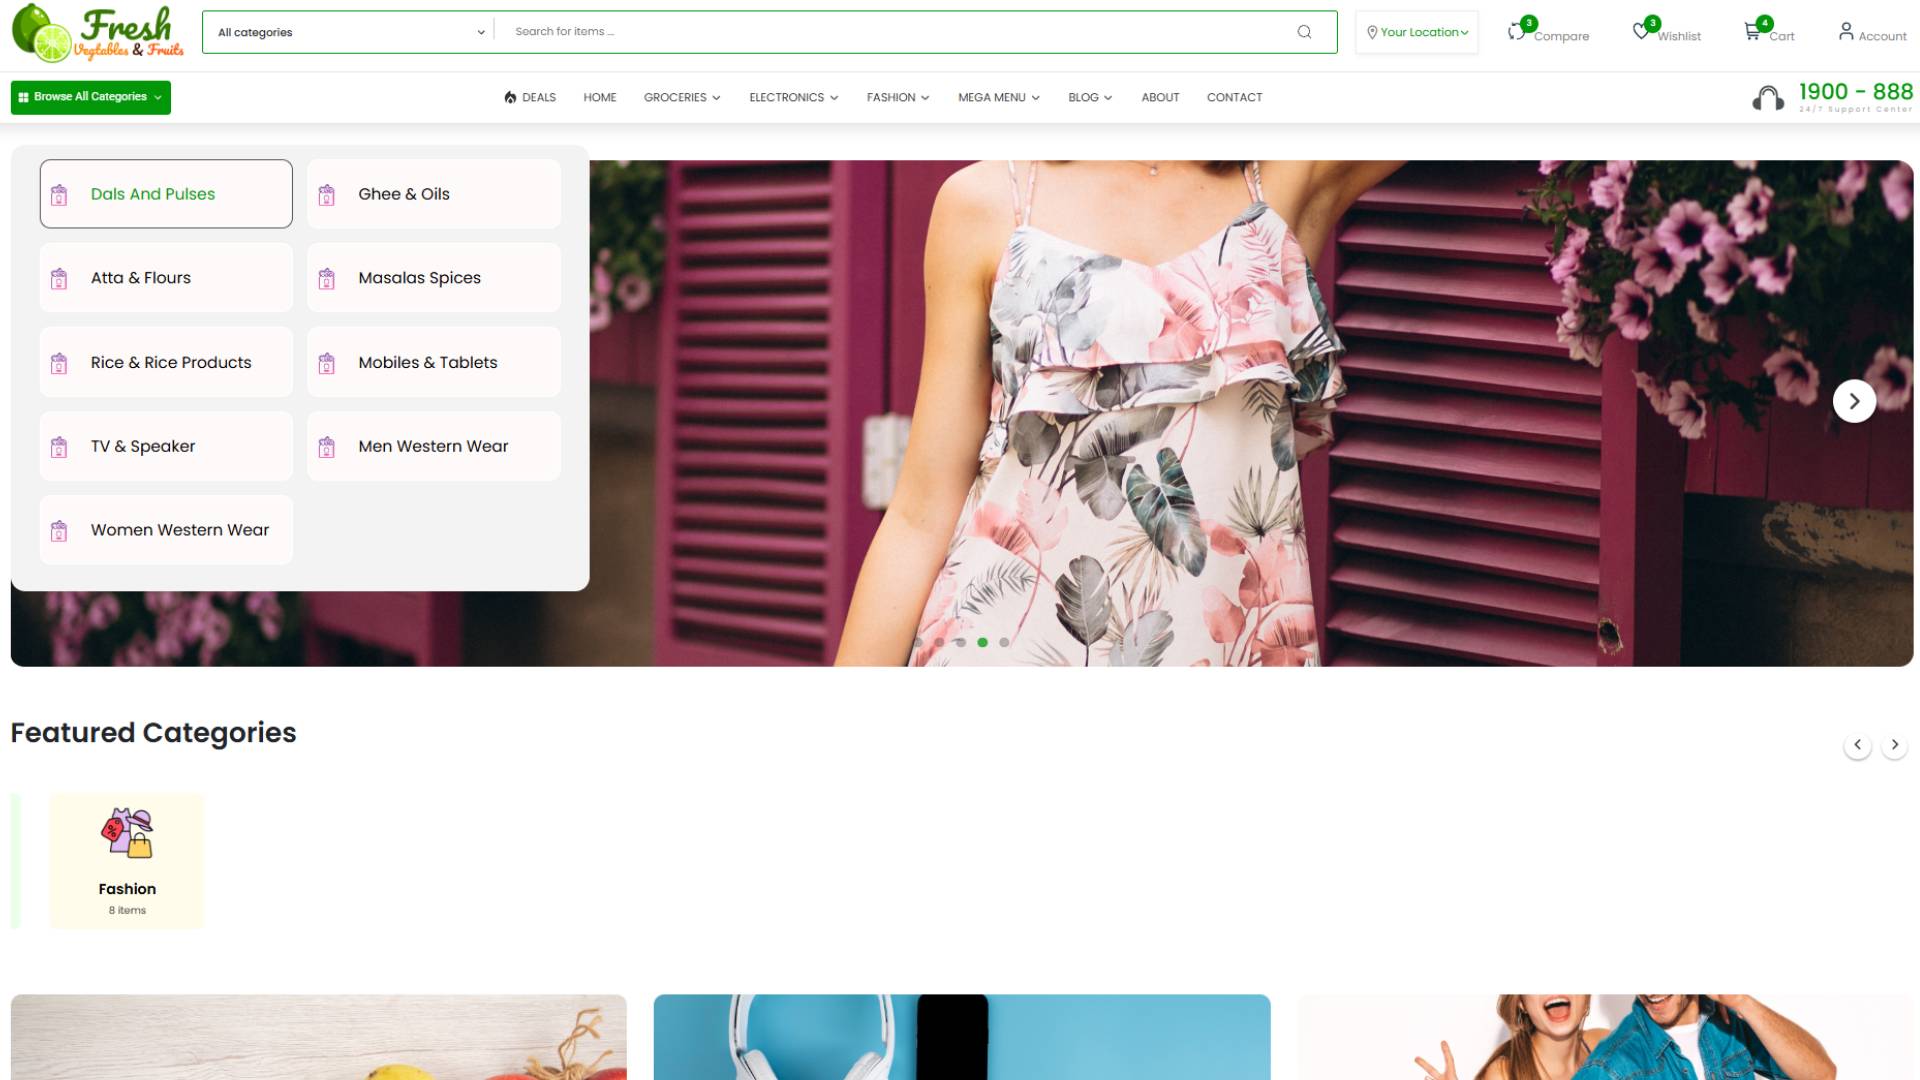 Fresh
Vegtables & Fruits
All categories
Search for items ...
Your Location
3
Compare
3
Wishlist
4
Cart
Account
Browse All Categories
DEALS
HOME
GROCERIES
ELECTRONICS
FASHION
MEGA MENU
BLOG
ABOUT
CONTACT
1900 - 888
24/7 Support Center
Dals And Pulses
Ghee & Oils
Atta & Flours
Masalas Spices
Rice & Rice Products
Mobiles & Tablets
TV & Speaker
Men Western Wear
Women Western Wear
Featured Categories
%
Fashion
8 items